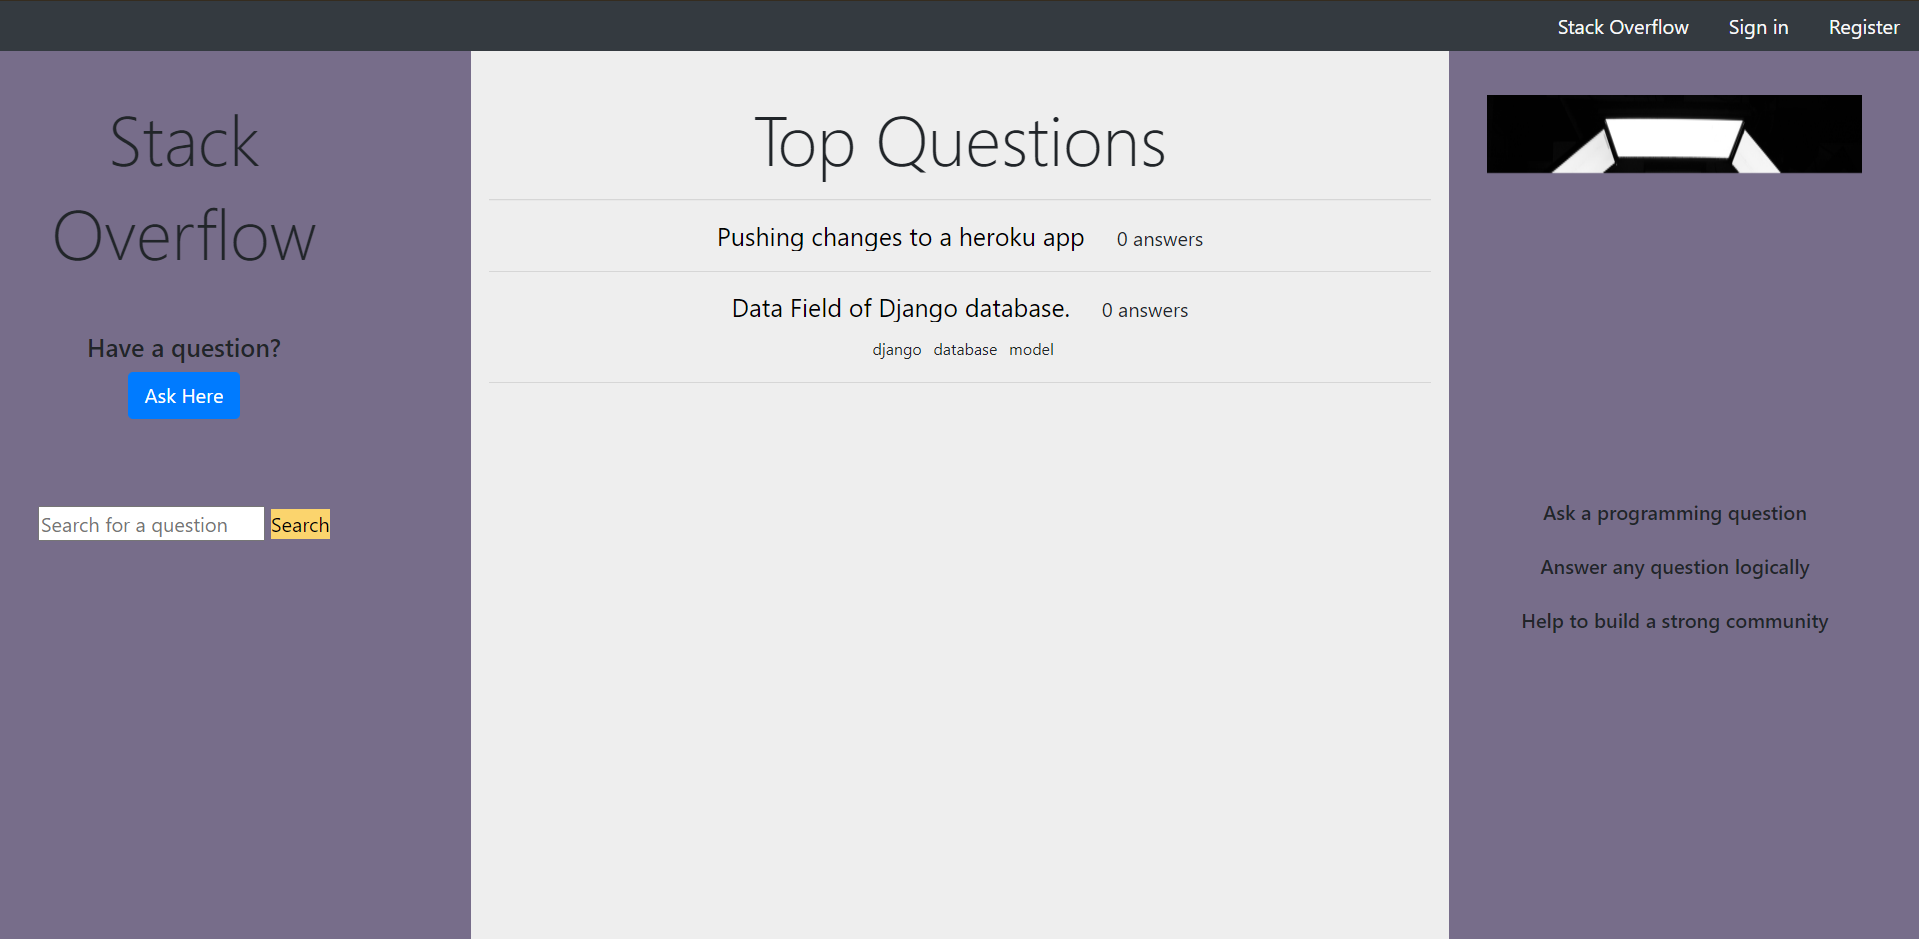 Stack Overflow Sign in Register
Stack
Overflow
Have a question?
Ask Here
Search for a question Search
Top Questions
Pushing changes to a heroku app 0 answers
Data Field of Django database. 0 answers
django database model
Ask a programming question
Answer any question logically
Help to build a strong community